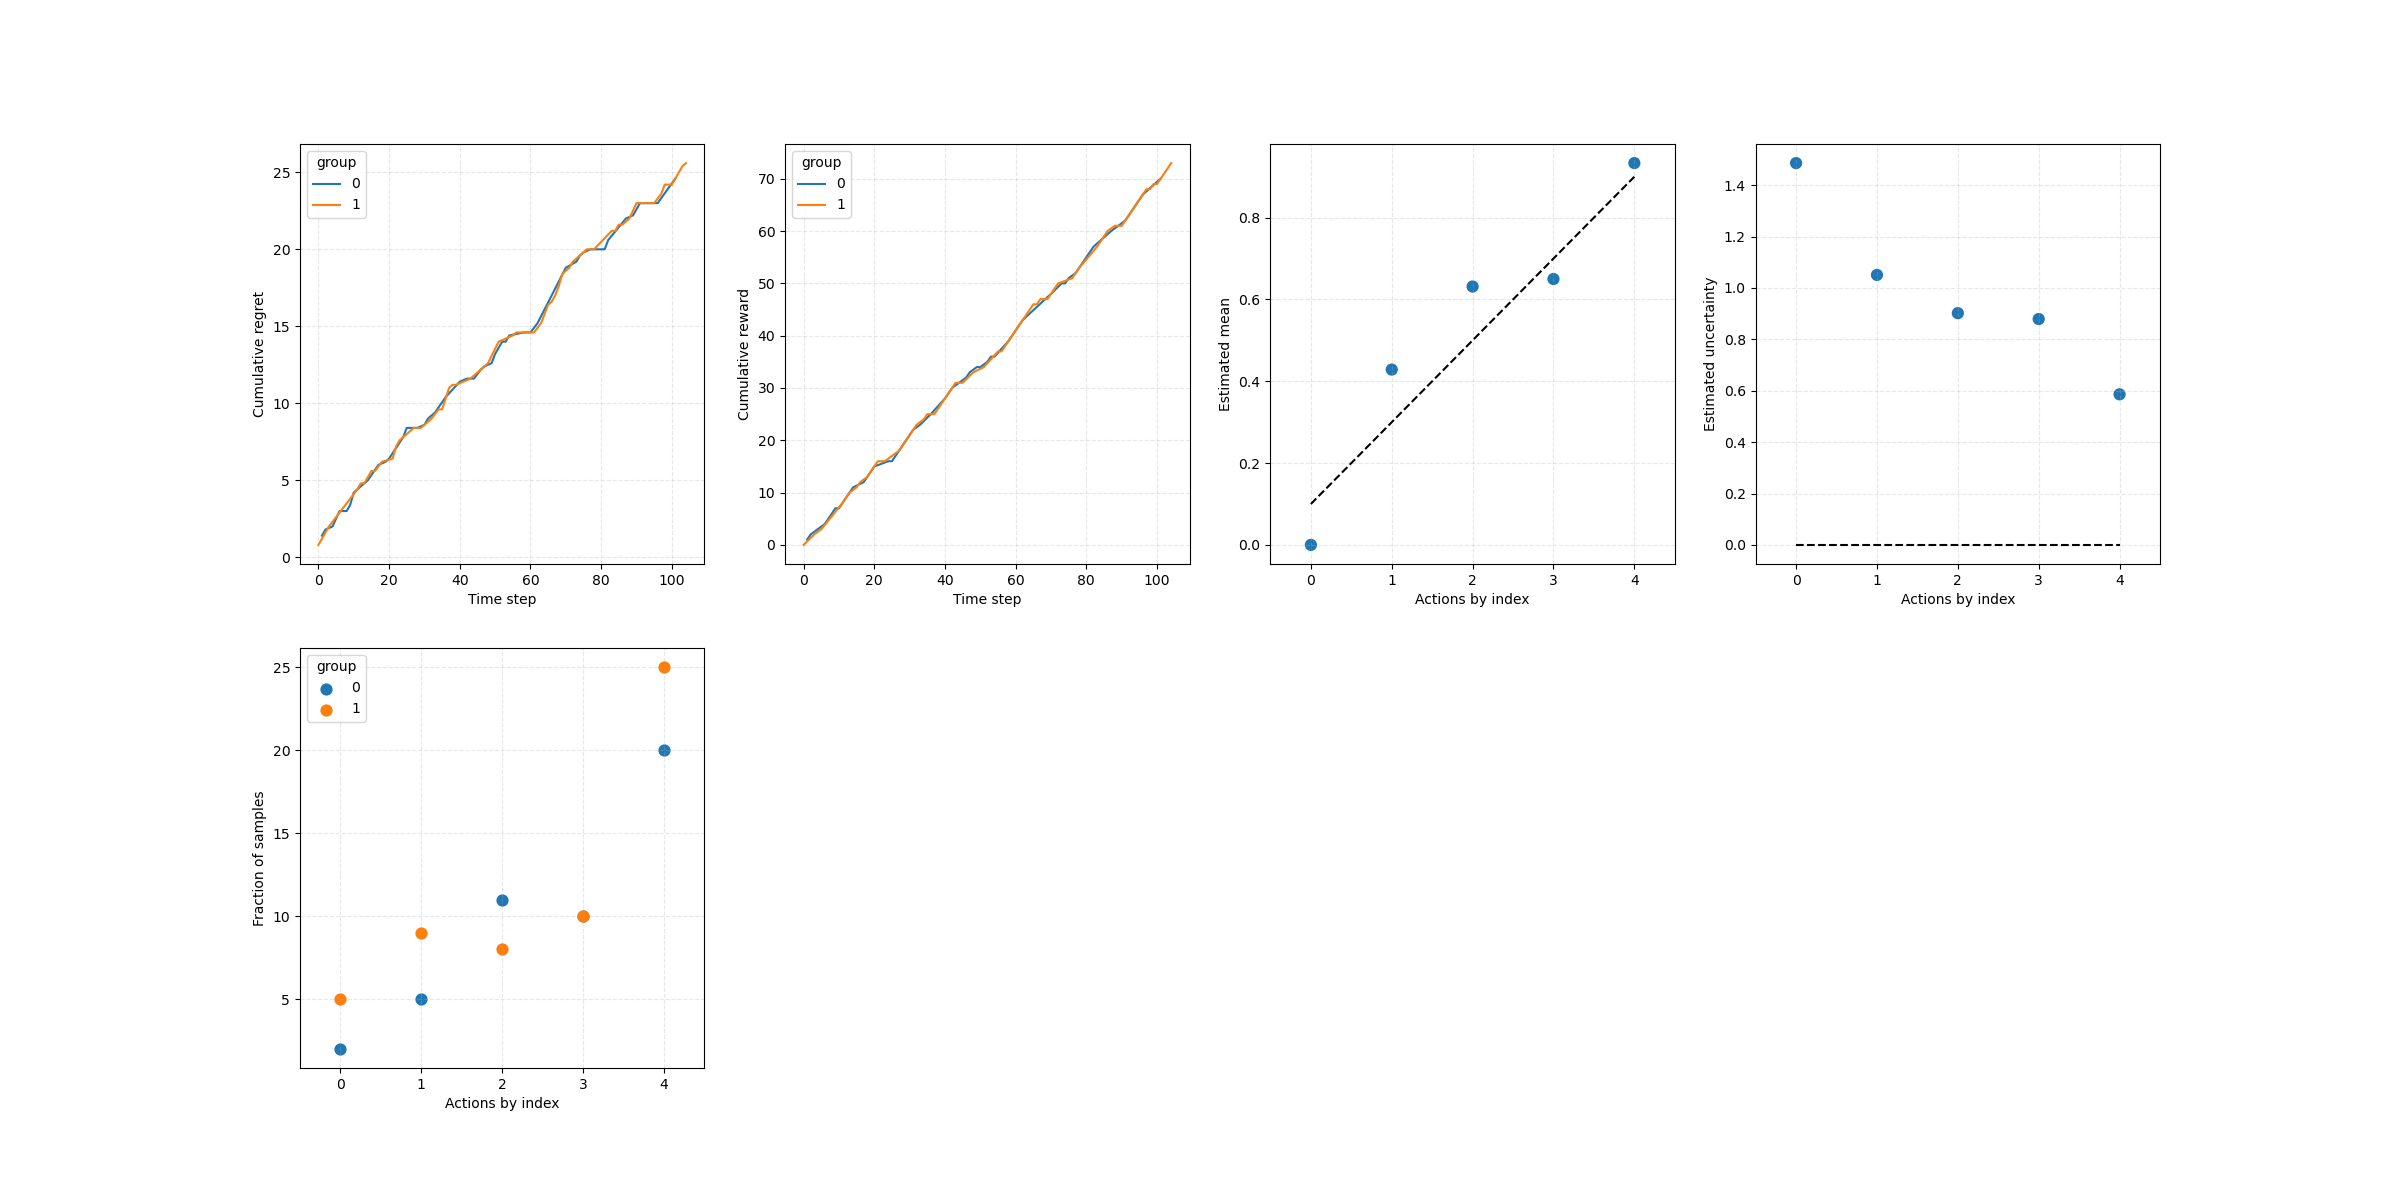 group
0
1
25
20
15
10
5
0
Cumulative regret
0 20 40 60 80 100
Time step
group
0
1
70
60
50
40
30
20
10
0
Cumulative reward
0 20 40 60 80 100
Time step
0.8
0.6
0.4
0.2
0.0
Estimated mean
0 1 2 3 4
Actions by index
1.4
1.2
1.0
0.8
0.6
0.4
0.2
0.0
Estimated uncertainty
0 1 2 3 4
Actions by index
group
0
1
25
20
15
10
5
Fraction of samples
0 1 2 3 4
Actions by index